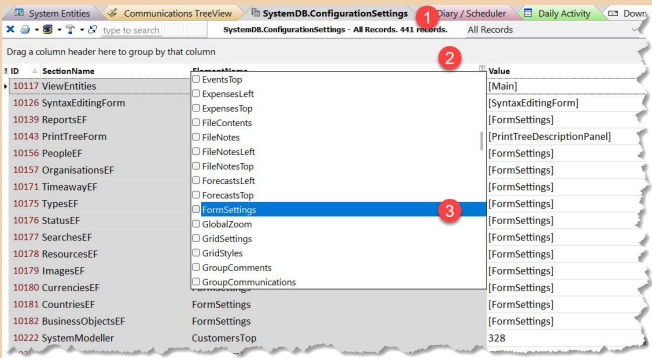 System Entities Communications TreeView SystemDB.ConfigurationSettings 1 Diary / Scheduler Daily Activity Down
type to search SystemDB.ConfigurationSettings - All Records. 441 records. All Records
Drag a column header here to group by that column 2
ID SectionName ElementName Value
10117 ViewEntities [Main]
10126 SyntaxEditingForm [SyntaxEditingForm]
10139 ReportsEF [FormSettings]
10143 PrintTreeForm [PrintTreeDescriptionPanel]
10156 PeopleEF [FormSettings]
10157 OrganisationsEF [FormSettings]
10171 TimeawayEF [FormSettings]
10175 TypesEF [FormSettings]
10176 StatusEF [FormSettings]
10177 SearchesEF [FormSettings]
10178 ResourcesEF [FormSettings]
10179 ImagesEF [FormSettings]
10180 CurrenciesEF FormSettings [FormSettings]
10181 CountriesEF FormSettings [FormSettings]
10182 BusinessObjectsEF FormSettings [FormSettings]
10222 SystemModeller CustomersTop 328
EventsTop
ExpensesLeft
ExpensesTop
FileContents
FileNotes
FileNotesLeft
FileNotesTop
ForecastsLeft
ForecastsTop
FormSettings 3
GlobalZoom
GridSettings
GridStyles
GroupComments
GroupCommunications